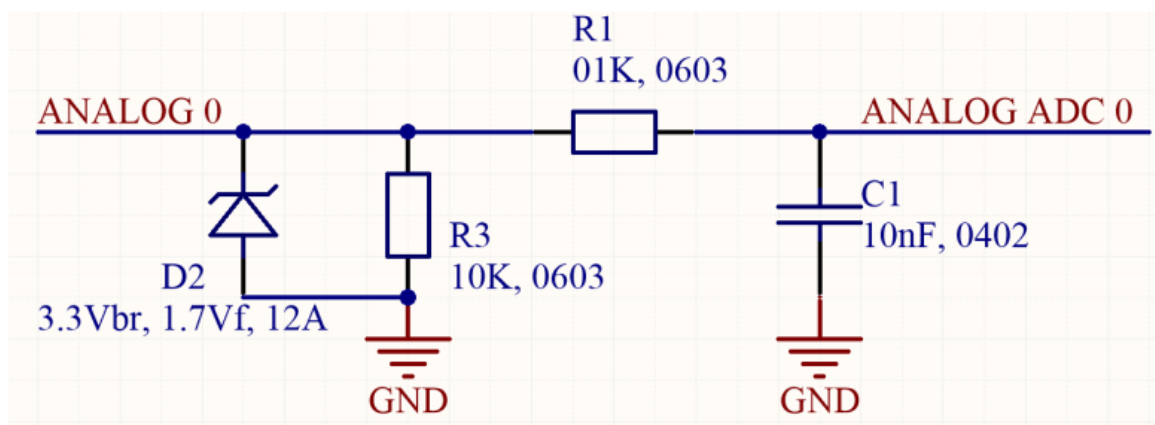 R1
01K, 0603
ANALOG 0
ANALOG ADC 0
C1
10nF, 0402
R3
10K, 0603
D2
3.3Vbr, 1.7Vf, 12A
GND
GND